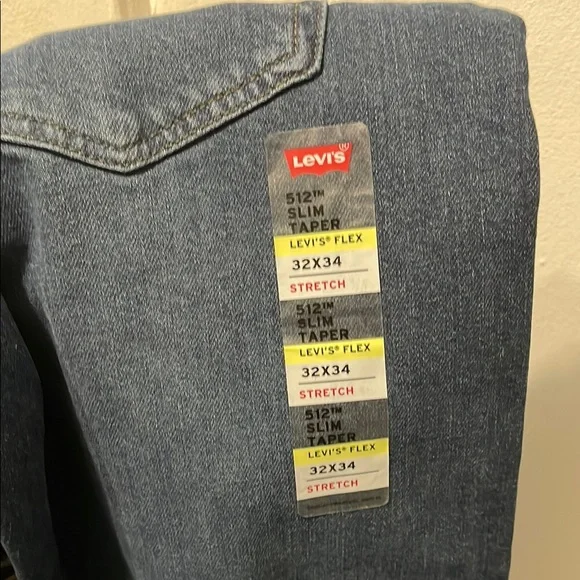 LEVI'S®
512™
SLIM
TAPER
LEVI'S® FLEX
32X34
STRETCH
512™
SLIM
TAPER
LEVI'S® FLEX
32X34
STRETCH
512™
SLIM
TAPER
LEVI'S® FLEX
32X34
STRETCH